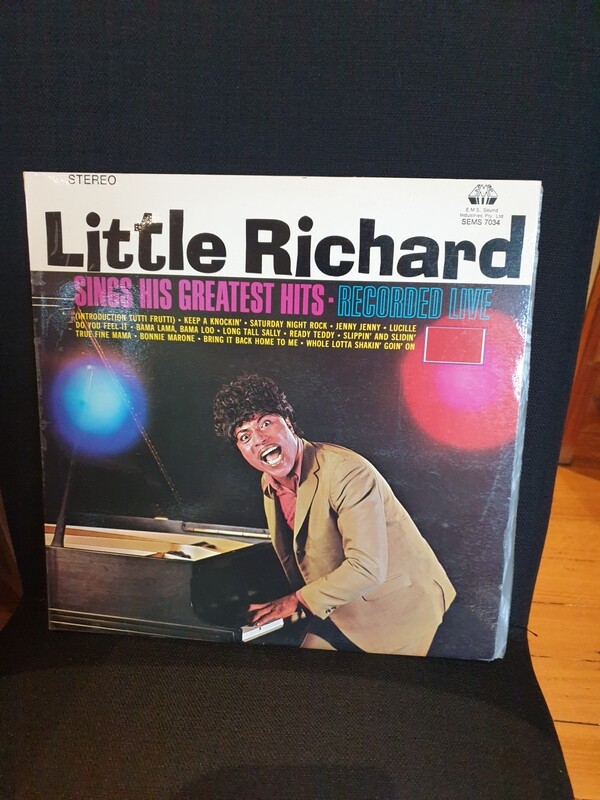 STEREO
EMS
E.M.S. Sound
Industries Pty. Ltd
SEMS 7034
Little Richard
SINGS HIS GREATEST HITS • RECORDED LIVE
(INTRODUCTION TUTTI FRUTTI) • KEEP A KNOCKIN' • SATURDAY NIGHT ROCK • JENNY JENNY • LUCILLE
DO YOU FEEL IT • BAMA LAMA, BAMA LOO • LONG TALL SALLY • READY TEDDY • SLIPPIN' AND SLIDIN'
TRUE FINE MAMA • BONNIE MARONE • BRING IT BACK HOME TO ME • WHOLE LOTTA SHAKIN' GOIN' ON